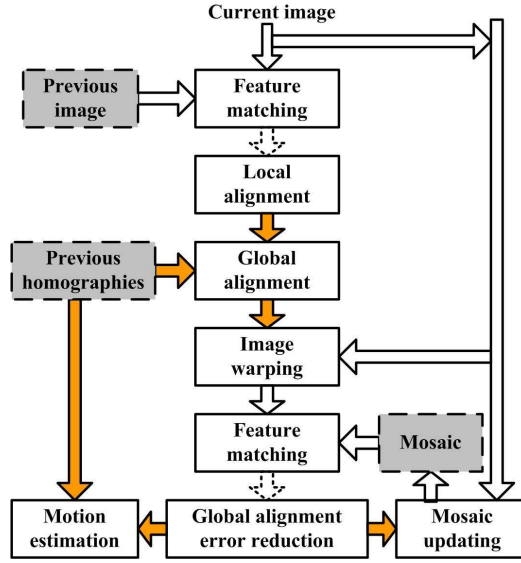 Current image
Previous
image
Feature
matching
Local
alignment
Previous
homographies
Global
alignment
Image
warping
Feature
matching
Mosaic
Motion
estimation
Global alignment
error reduction
Mosaic
updating